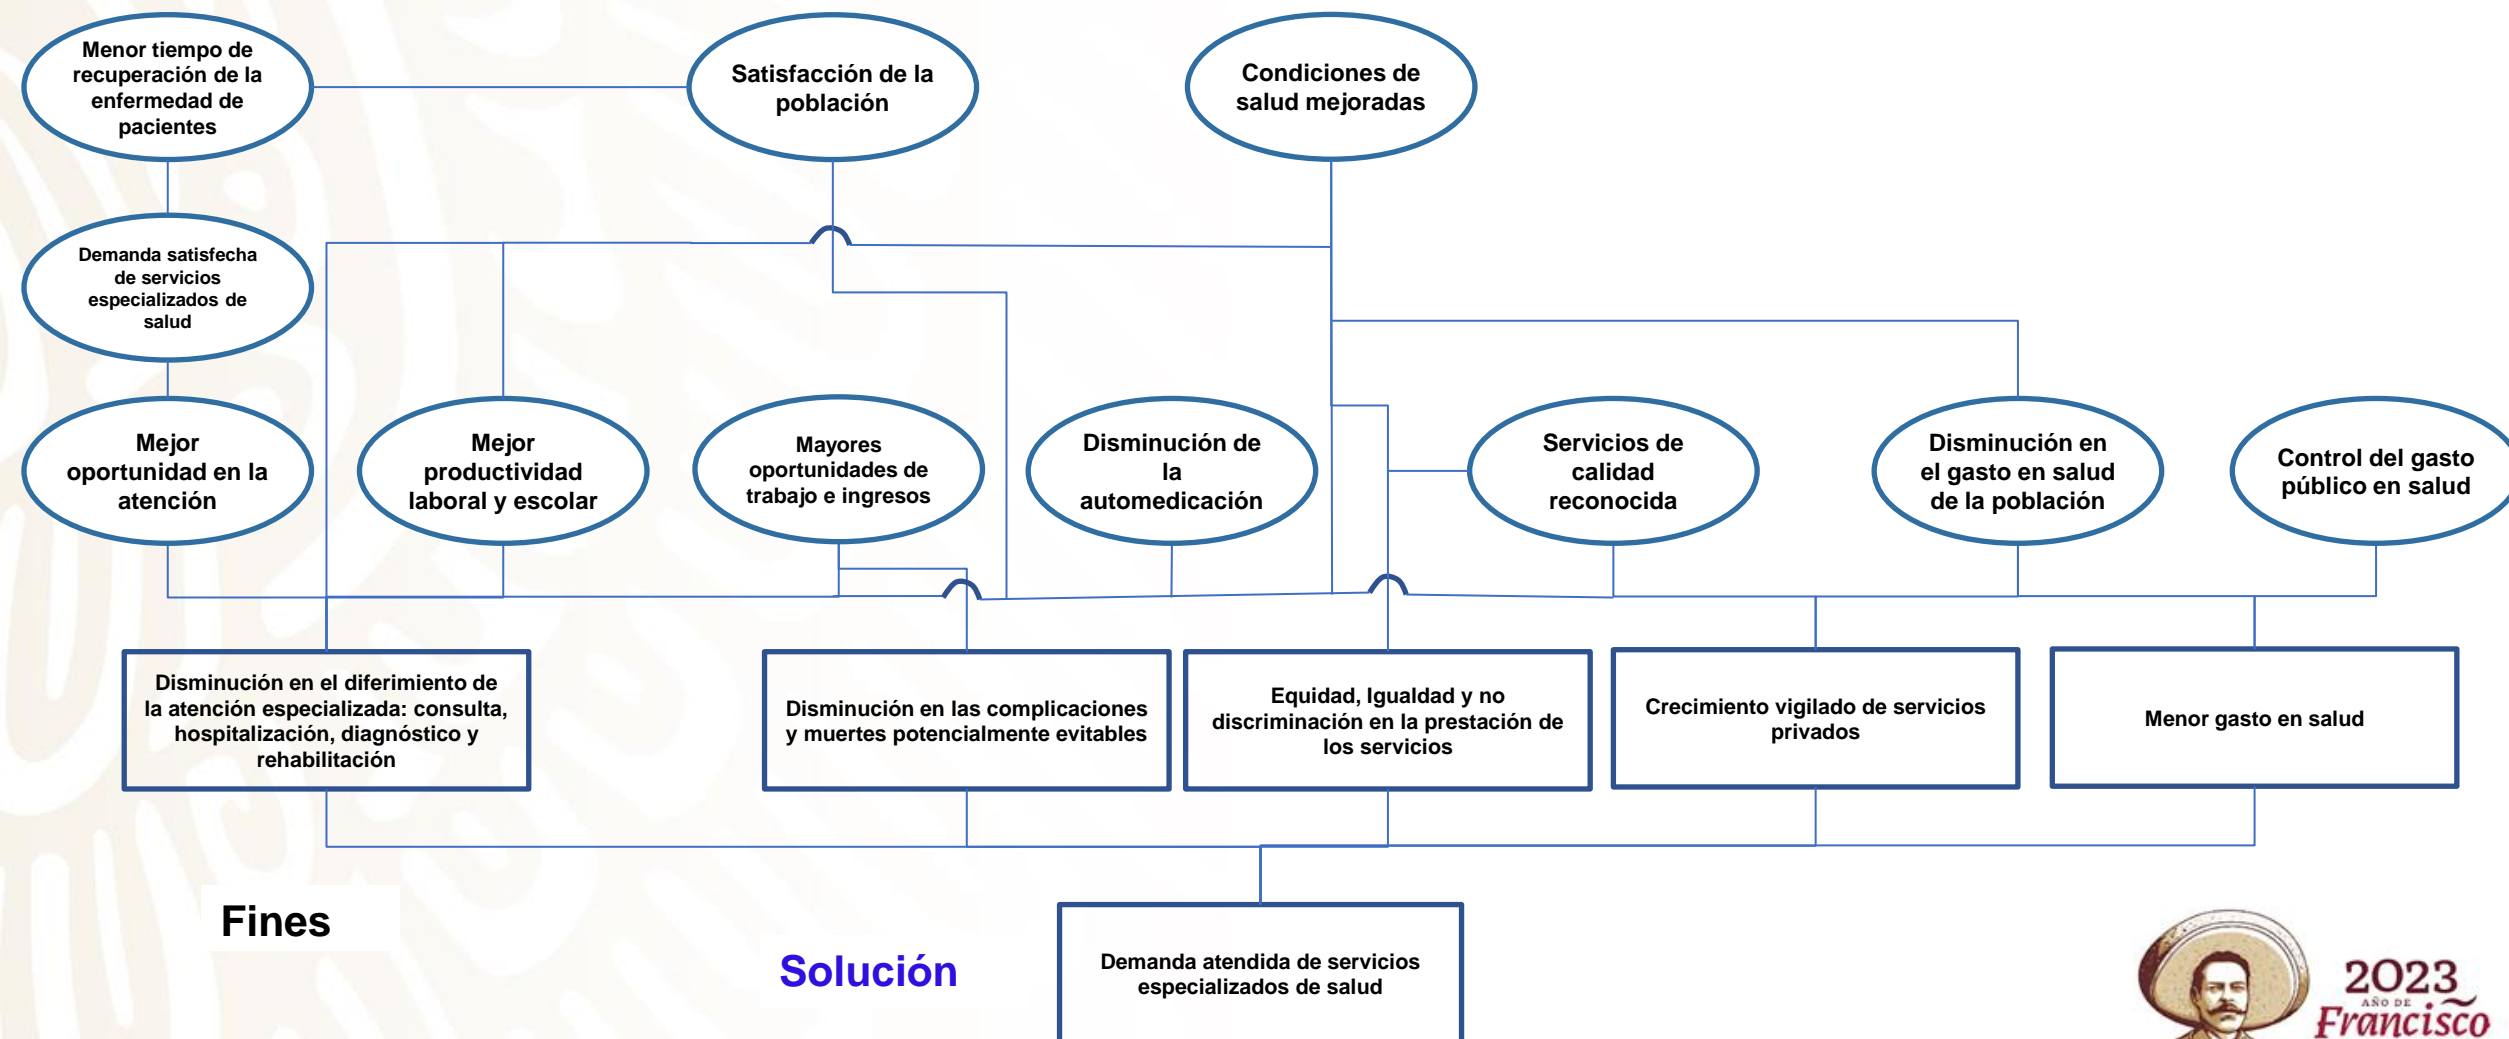 Menor tiempo de
recuperación de la
enfermedad de
pacientes
Satisfacción de la
población
Condiciones de
salud mejoradas
Demanda satisfecha
de servicios
especializados de
salud
Mejor
oportunidad en la
atención
Mejor
productividad
laboral y escolar
Mayores
oportunidades de
trabajo e ingresos
Disminución de
la
automedicación
Servicios de
calidad
reconocida
Disminución en
el gasto en salud
de la población
Control del gasto
público en salud
Disminución en el diferimiento de
la atención especializada: consulta,
hospitalización, diagnóstico y
rehabilitación
Disminución en las complicaciones
y muertes potencialmente evitables
Equidad, Igualdad y no
discriminación en la prestación de
los servicios
Crecimiento vigilado de servicios
privados
Menor gasto en salud
Fines
Solución
Demanda atendida de servicios
especializados de salud
2023
AÑO DE
Francisco